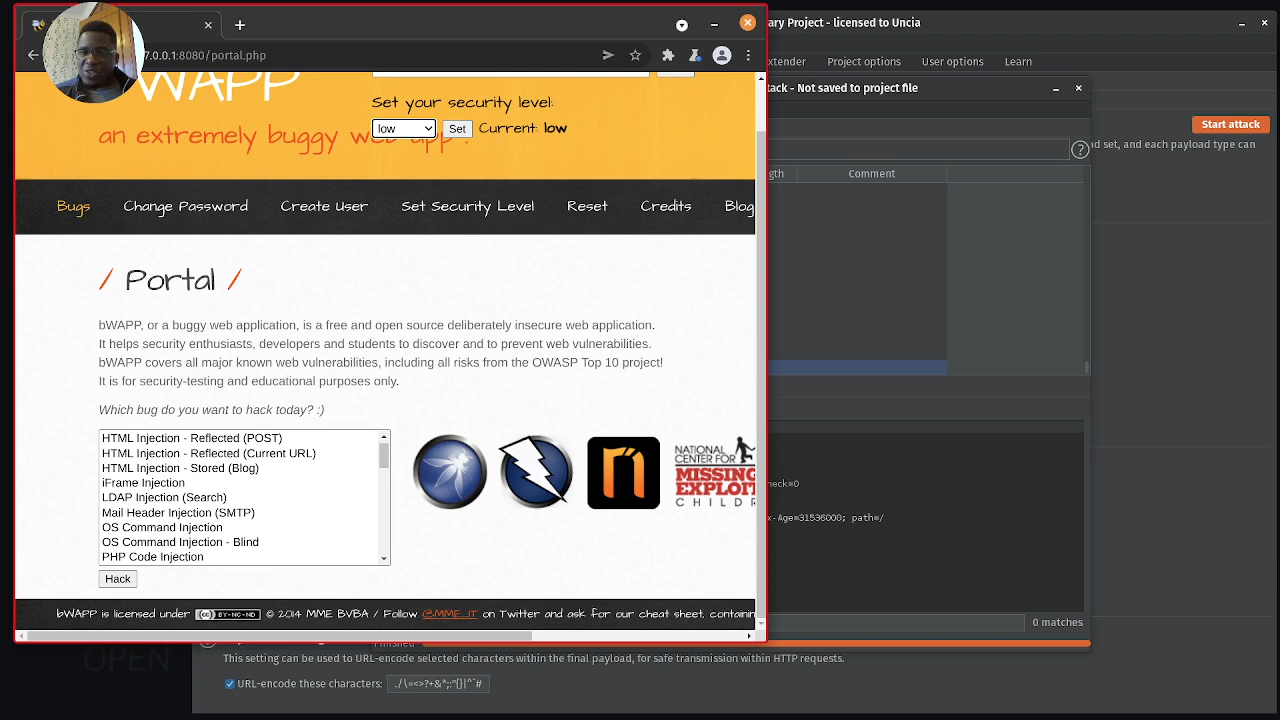 ary Project - licensed to Uncia
7.0.0.1:8080/portal.php
xtender Project options User options Learn
tack - Not saved to project file
WAPP
Set your security level:
low Set Current: low
an extremely buggy web app !
Start attack
d set, and each payload type can
gth Comment
Bugs Change Password Create User Set Security Level Reset Credits Blog
/ Portal /
bWAPP, or a buggy web application, is a free and open source deliberately insecure web application.
It helps security enthusiasts, developers and students to discover and to prevent web vulnerabilities.
bWAPP covers all major known web vulnerabilities, including all risks from the OWASP Top 10 project!
It is for security-testing and educational purposes only.
Which bug do you want to hack today? :)
HTML Injection - Reflected (POST)
HTML Injection - Reflected (Current URL)
HTML Injection - Stored (Blog)
iFrame Injection
LDAP Injection (Search)
Mail Header Injection (SMTP)
OS Command Injection
OS Command Injection - Blind
PHP Code Injection
Hack
n
NATIONAL
CENTER FOR
MISSING
EXPLOIT
CHILDR
heck=0
x-Age=31536000; path=/
bWAPP is licensed under (cc) BY-NC-ND © 2014 MME BVBA / Follow @MME_IT on Twitter and ask for our cheat sheet, containin
0 matches
Finished
OPEN
This setting can be used to URL-encode selected characters within the final payload, for safe transmission within HTTP requests.
URL-encode these characters: ./\=<>?+&*;:"{}|^`#